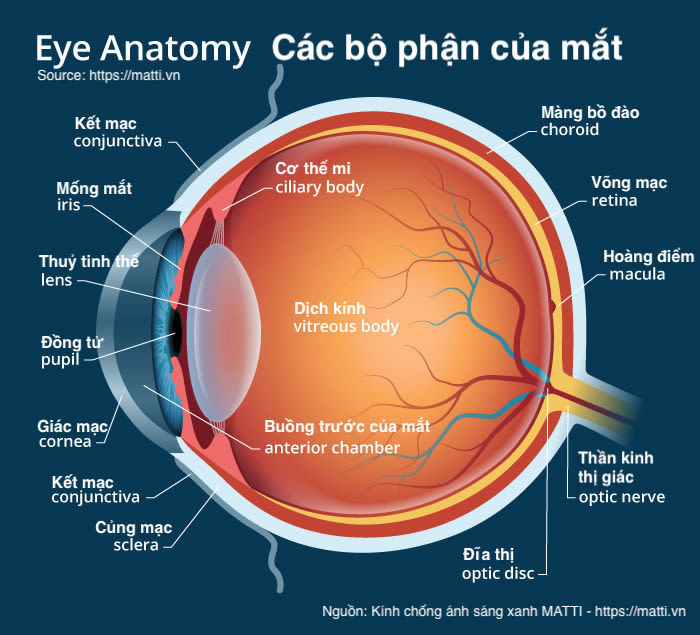 Eye Anatomy Các bộ phận của mắt
Source: https://matti.vn
Kết mạc
conjunctiva
Mống mắt
iris
Thuỷ tinh thể
lens
Đồng tử
pupil
Giác mạc
cornea
Kết mạc
conjunctiva
Củng mạc
sclera
Cơ thể mi
ciliary body
Dịch kính
vitreous body
Buồng trước của mắt
anterior chamber
Màng bồ đào
choroid
Võng mạc
retina
Hoàng điểm
macula
Thần kinh
thị giác
optic nerve
Đĩa thị
optic disc
Nguồn: Kính chống ánh sáng xanh MATTI - https://matti.vn